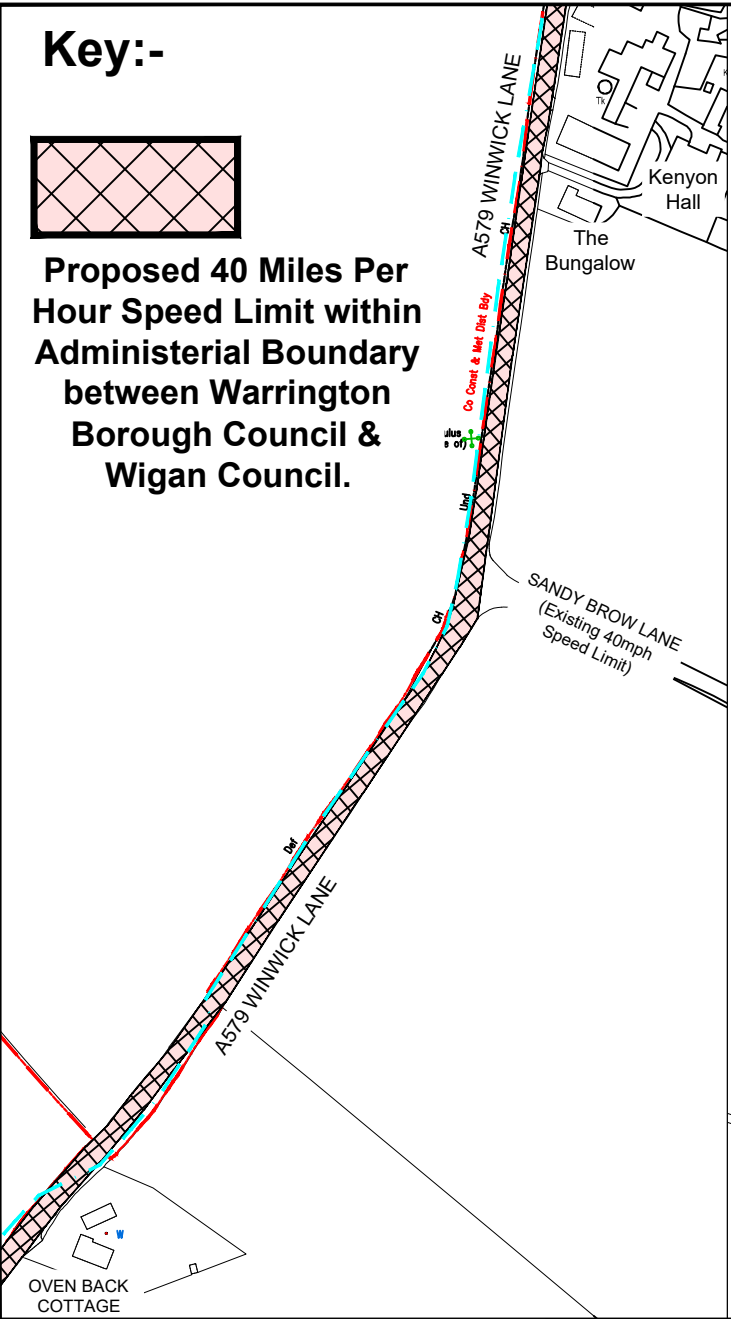 Key:-
Proposed 40 Miles Per
Hour Speed Limit within
Administerial Boundary
between Warrington
Borough Council &
Wigan Council.
A579 WINWICK LANE
Tk
Kenyon
Hall
The
Bungalow
CH
Co Const & Met Dist Bdy
ulus
e of)
Und
SANDY BROW LANE
(Existing 40mph
Speed Limit)
CH
Def
A579 WINWICK LANE
W
OVEN BACK
COTTAGE